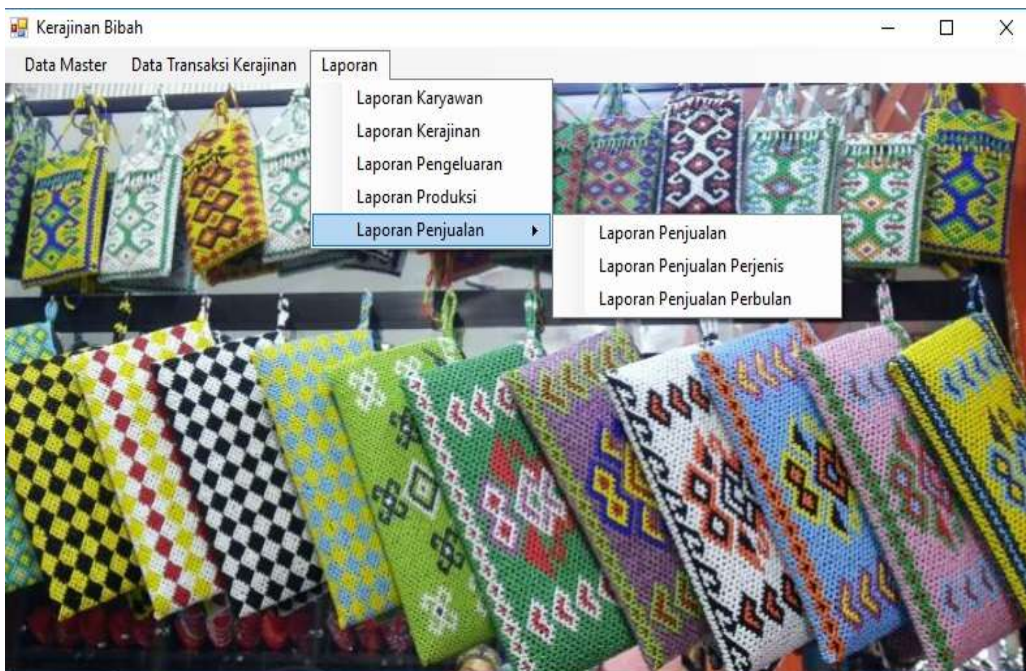 Kerajinan Bibah
Data Master Data Transaksi Kerajinan Laporan
Laporan Karyawan
Laporan Kerajinan
Laporan Pengeluaran
Laporan Produksi
Laporan Penjualan
Laporan Penjualan
Laporan Penjualan Perjenis
Laporan Penjualan Perbulan